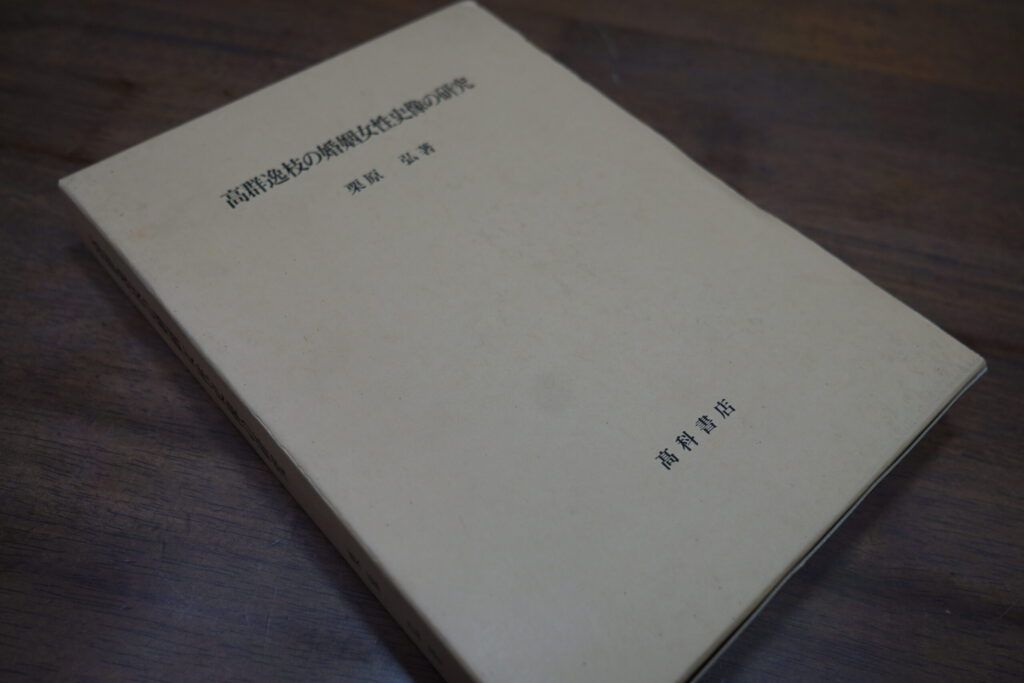 高群逸枝の婚姻女性史像の研究
栗原 弘 著
髙科書店